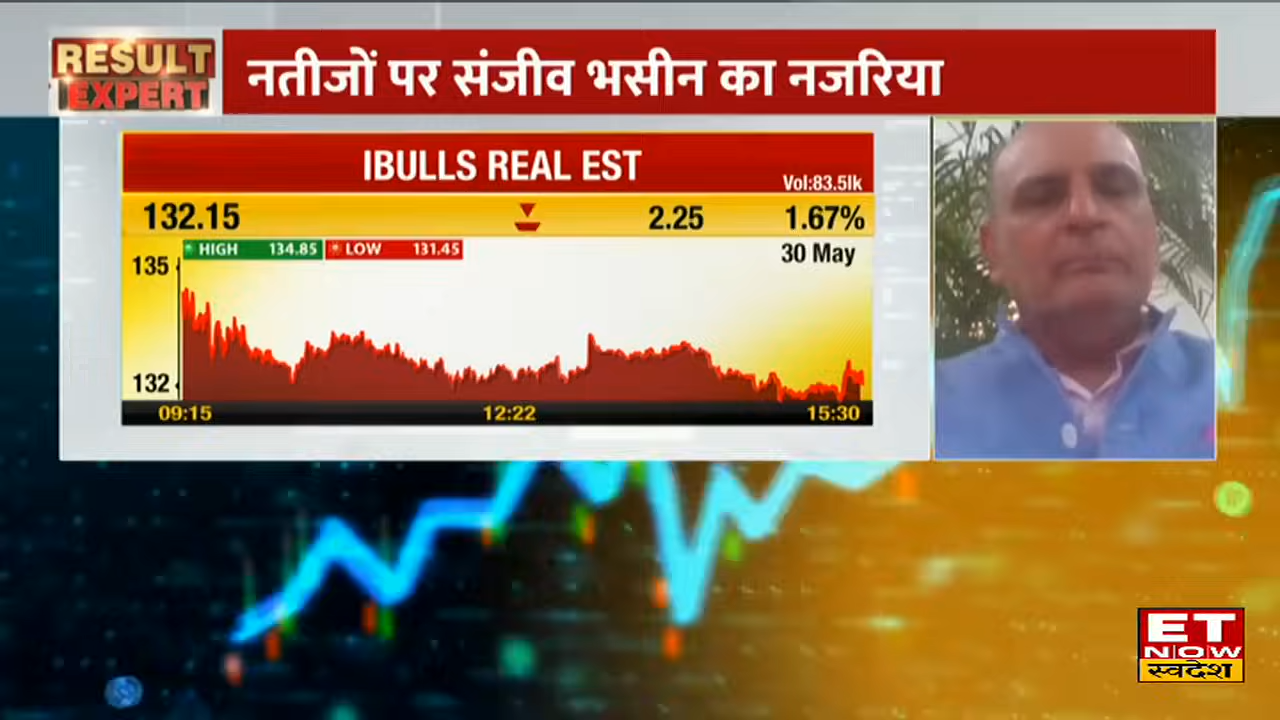 RESULT
EXPERT
नतीजों पर संजीव भसीन का नजरिया
IBULLS REAL EST
Vol:83.5lk
132.15 2.25 1.67%
HIGH 134.85 LOW 131.45
30 May
135
132
09:15 12:22 15:30
ET
NOW
स्वदेश